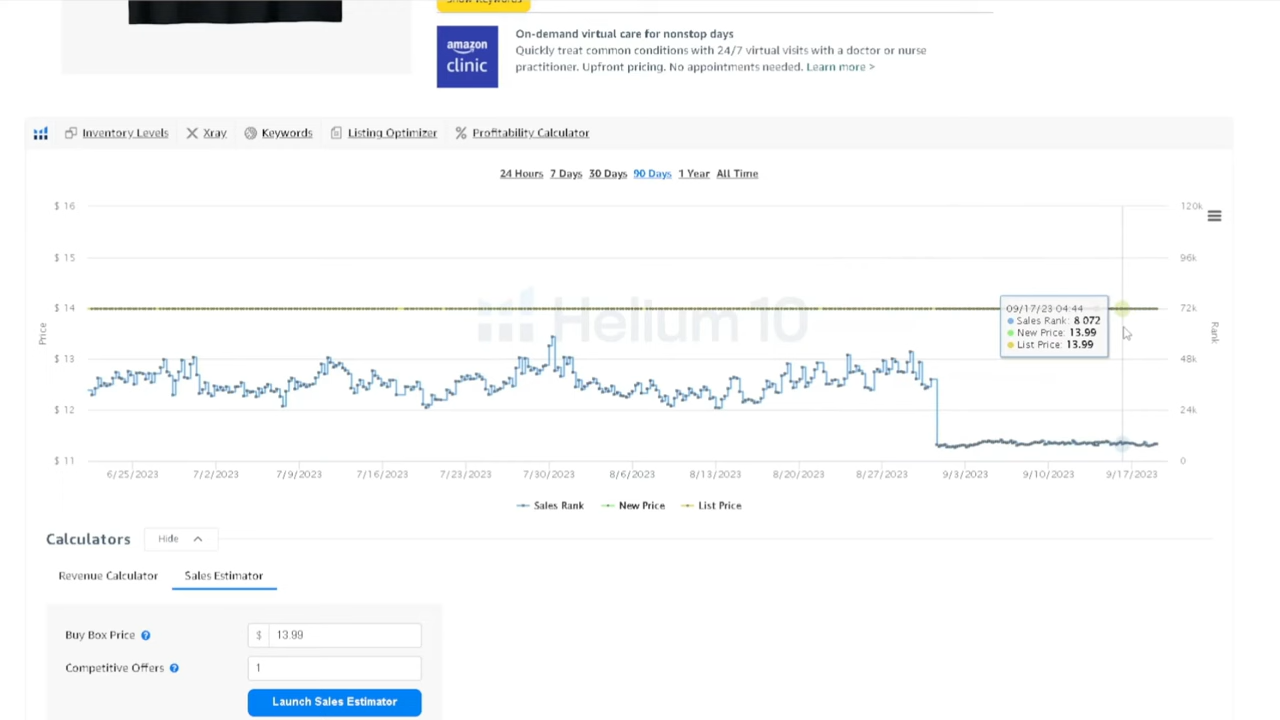 Show Keywords
On-demand virtual care for nonstop days
amazon
clinic
Quickly treat common conditions with 24/7 virtual visits with a doctor or nurse
practitioner. Upfront pricing. No appointments needed. Learn more >
Inventory Levels Xray Keywords Listing Optimizer Profitability Calculator
24 Hours 7 Days 30 Days 90 Days 1 Year All Time
$ 16 120k
$ 15 96k
$ 14 72k
Helium 10
09/17/23 04:44
Sales Rank: 8 072
New Price: 13.99
List Price: 13.99
Price Rank
$ 13 48k
$ 12 24k
$ 11 0
6/25/2023 7/2/2023 7/9/2023 7/16/2023 7/23/2023 7/30/2023 8/6/2023 8/13/2023 8/20/2023 8/27/2023 9/3/2023 9/10/2023 9/17/2023
Sales Rank New Price List Price
Calculators Hide
Revenue Calculator Sales Estimator
Buy Box Price ? $ 13.99
Competitive Offers ? 1
Launch Sales Estimator